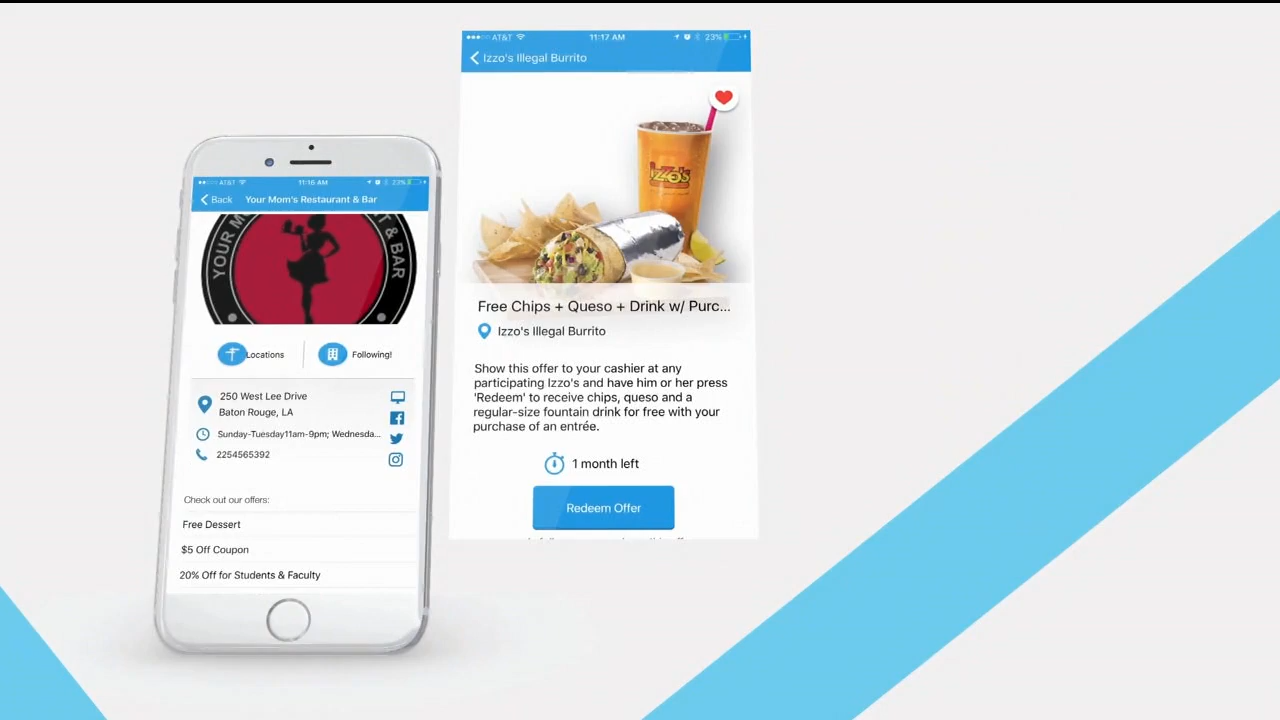 AT&T 11:16 AM 23%
Back Your Mom's Restaurant & Bar
YOUR MO
T & BAR
Locations Following!
250 West Lee Drive
Baton Rouge, LA
Sunday-Tuesday11am-9pm; Wednesda...
2254565392
Check out our offers:
Free Dessert
$5 Off Coupon
20% Off for Students & Faculty
AT&T 11:17 AM 23%
Izzo's Illegal Burrito
Izzo's
Free Chips + Queso + Drink w/ Purc...
Izzo's Illegal Burrito
Show this offer to your cashier at any
participating Izzo's and have him or her press
'Redeem' to receive chips, queso and a
regular-size fountain drink for free with your
purchase of an entrée.
1 month left
Redeem Offer